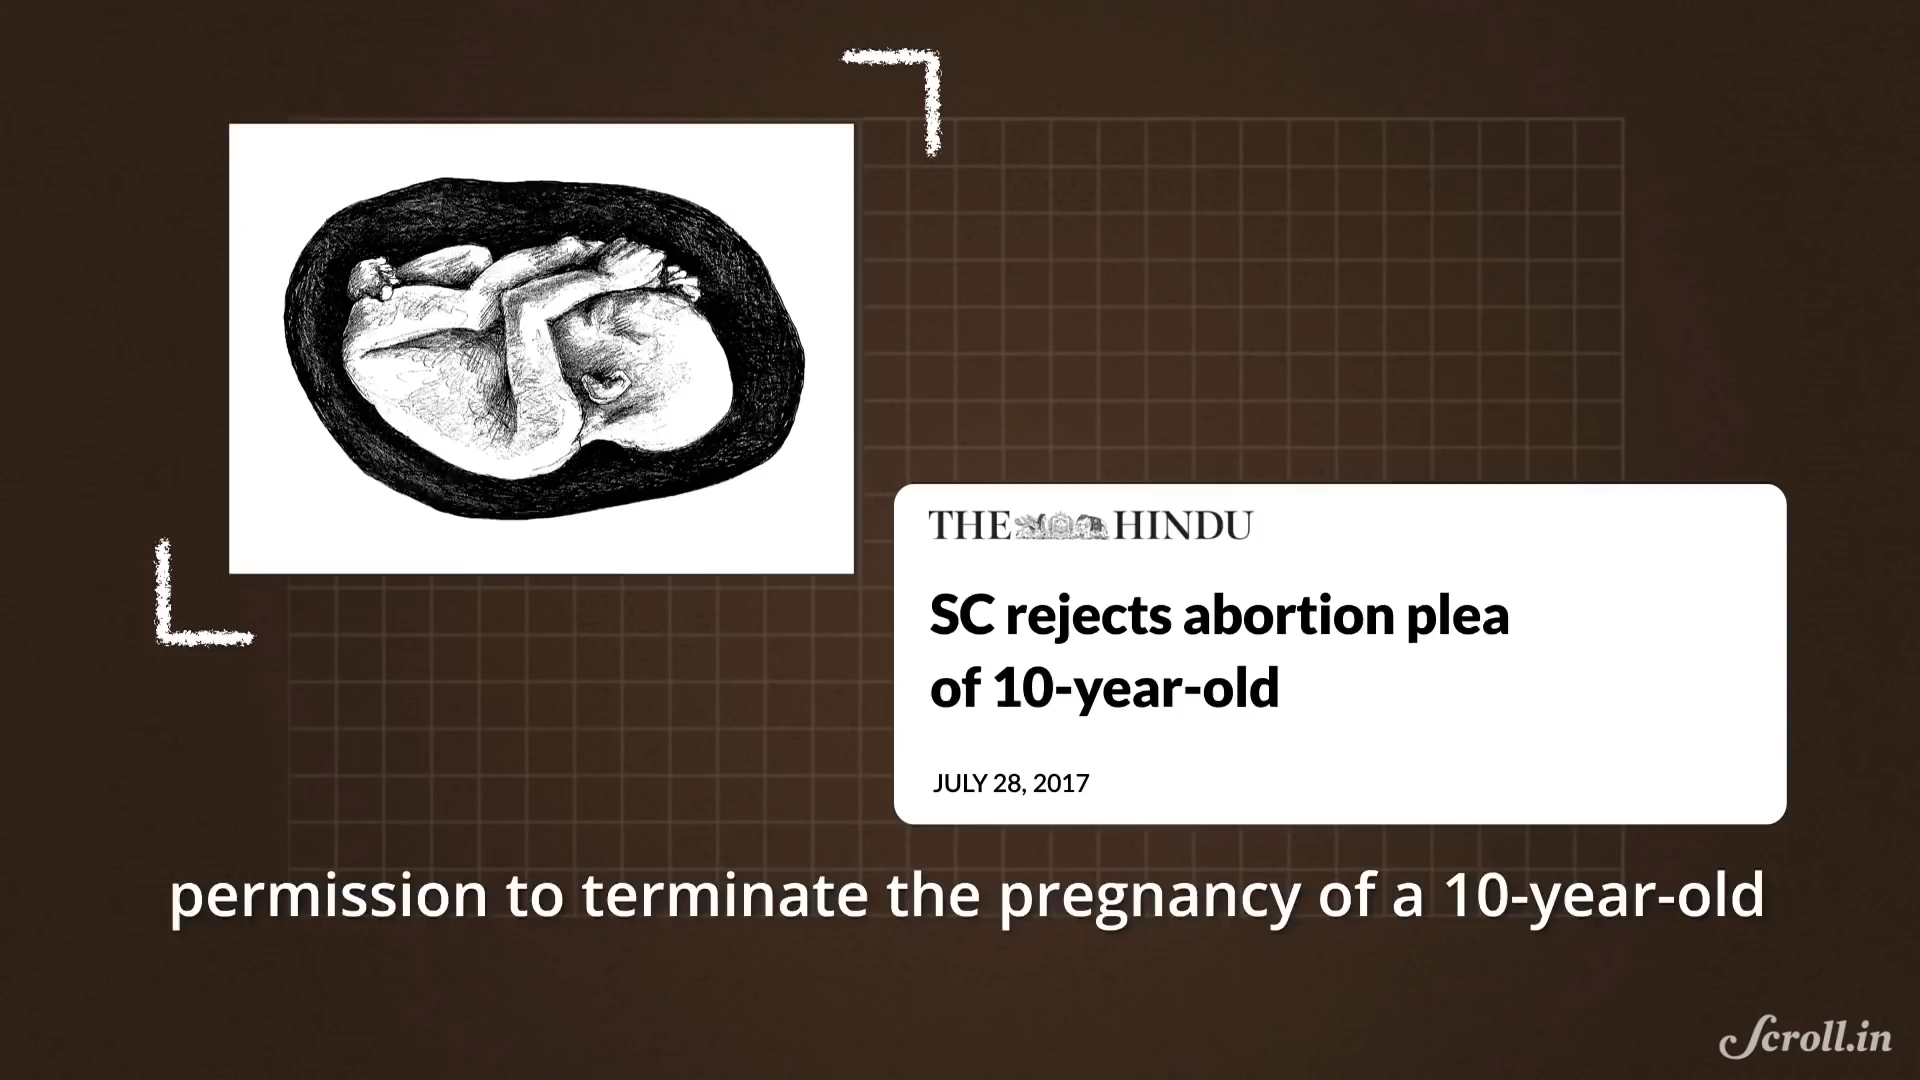 THE HINDU
SC rejects abortion plea
of 10-year-old
JULY 28, 2017
permission to terminate the pregnancy of a 10-year-old
Scroll.in